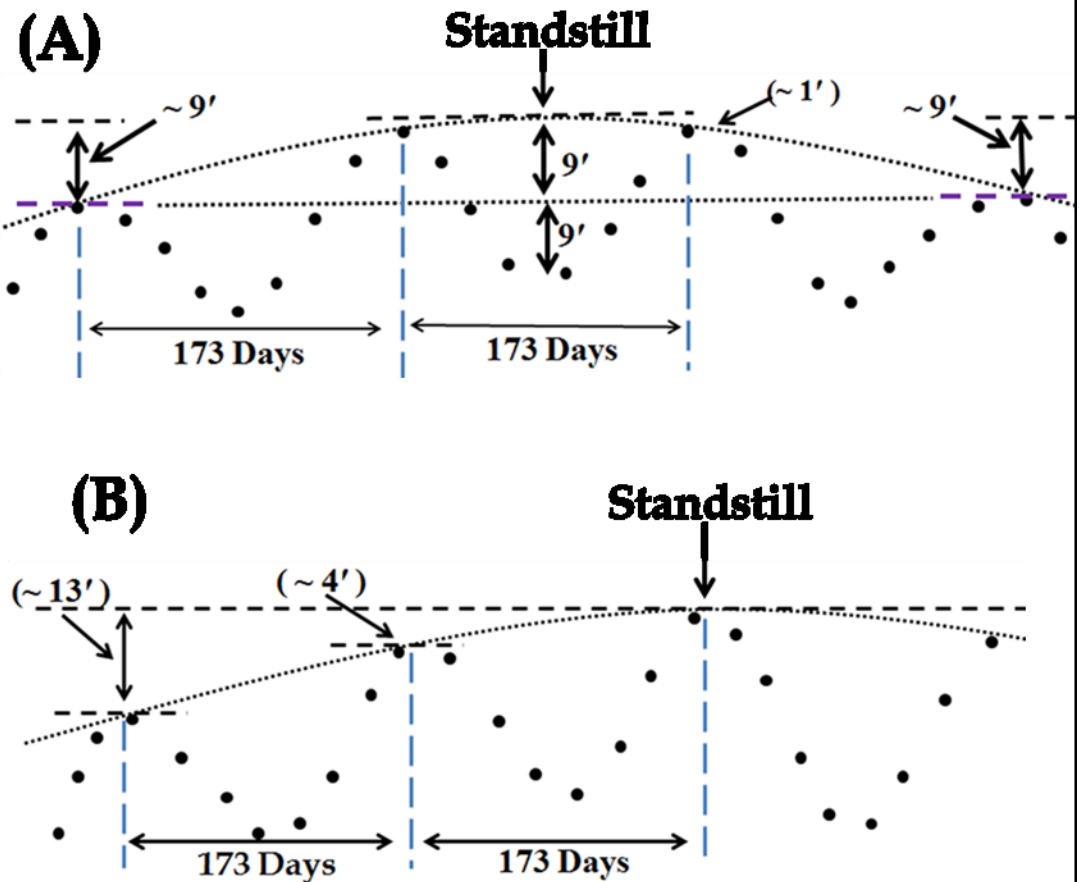 (A)
Standstill
~ 9′
(~ 1′ )
~ 9′
9′
9′
173 Days
173 Days
(B)
Standstill
(~ 13′ )
( ~ 4′ )
173 Days
173 Days